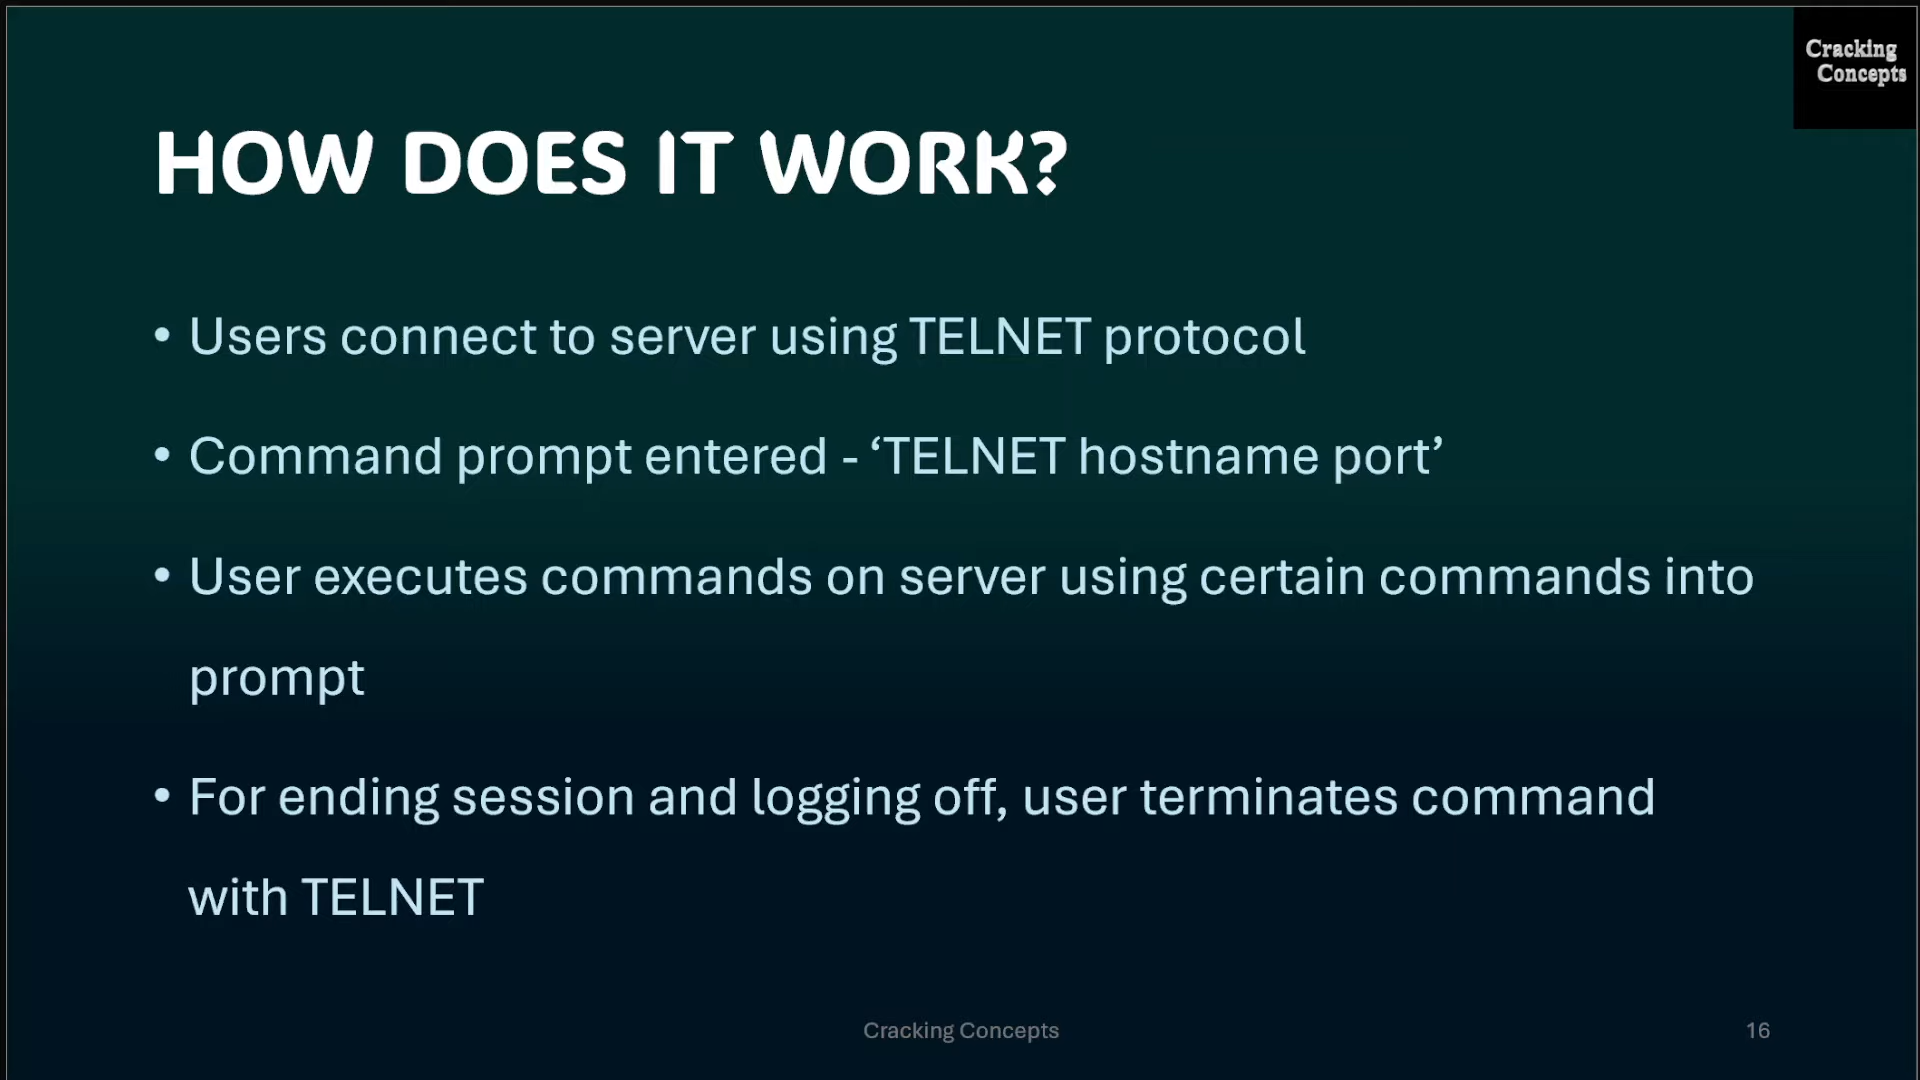 Cracking
Concepts
HOW DOES IT WORK?
• Users connect to server using TELNET protocol
• Command prompt entered - ‘TELNET hostname port’
• User executes commands on server using certain commands into
prompt
• For ending session and logging off, user terminates command
with TELNET
Cracking Concepts
16